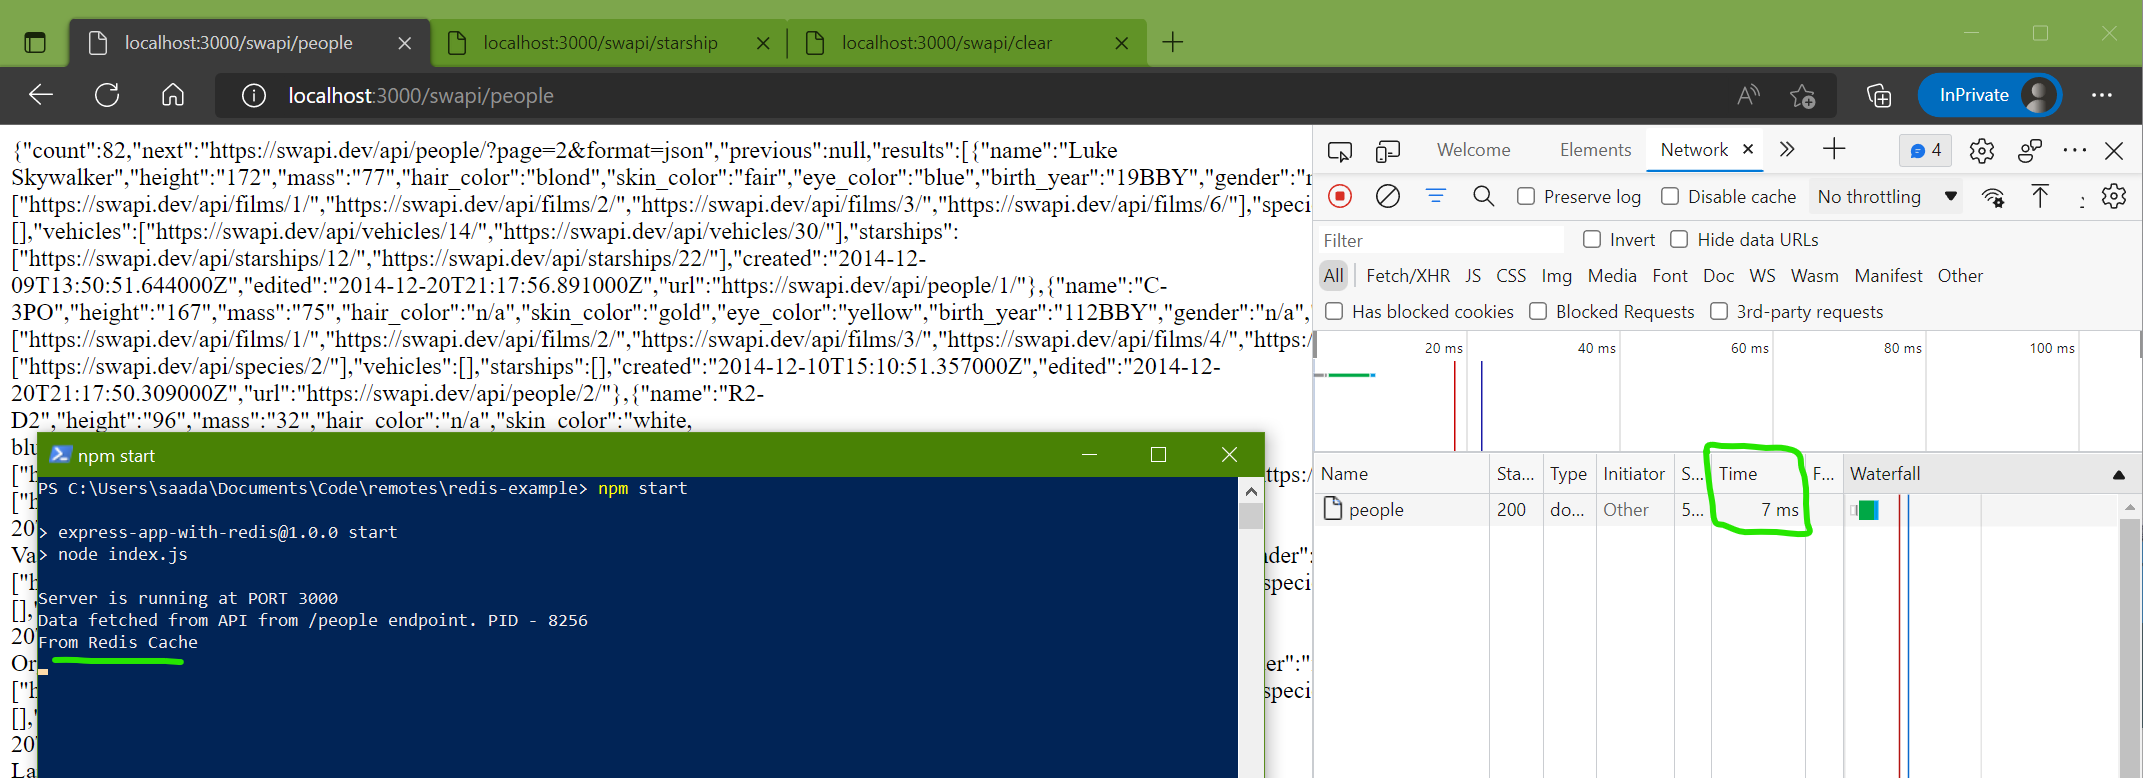 localhost:3000/swapi/people
localhost:3000/swapi/starship
localhost:3000/swapi/clear
localhost:3000/swapi/people
InPrivate
{"count":82,"next":"https://swapi.dev/api/people/?page=2&format=json","previous":null,"results":[{"name":"Luke
Skywalker","height":"172","mass":"77","hair_color":"blond","skin_color":"fair","eye_color":"blue","birth_year":"19BBY","gender":"
["https://swapi.dev/api/films/1/","https://swapi.dev/api/films/2/","https://swapi.dev/api/films/3/","https://swapi.dev/api/films/6/"],"speci
[],"vehicles":["https://swapi.dev/api/vehicles/14/","https://swapi.dev/api/vehicles/30/"],"starships":
["https://swapi.dev/api/starships/12/","https://swapi.dev/api/starships/22/"],"created":"2014-12-
09T13:50:51.644000Z","edited":"2014-12-20T21:17:56.891000Z","url":"https://swapi.dev/api/people/1/"},{"name":"C-
3PO","height":"167","mass":"75","hair_color":"n/a","skin_color":"gold","eye_color":"yellow","birth_year":"112BBY","gender":"n/a",
["https://swapi.dev/api/films/1/","https://swapi.dev/api/films/2/","https://swapi.dev/api/films/3/","https://swapi.dev/api/films/4/","https:/
["https://swapi.dev/api/species/2/"],"vehicles":[],"starships":[],"created":"2014-12-10T15:10:51.357000Z","edited":"2014-12-
20T21:17:50.309000Z","url":"https://swapi.dev/api/people/2/"},{"name":"R2-
D2","height":"96","mass":"32","hair_color":"n/a","skin_color":"white,
npm start
PS C:\Users\saada\Documents\Code\remotes\redis-example> npm start
> express-app-with-redis@1.0.0 start
> node index.js
Server is running at PORT 3000
Data fetched from API from /people endpoint. PID - 8256
From Redis Cache
Welcome Elements Network 4
Preserve log Disable cache No throttling
Filter Invert Hide data URLs
All Fetch/XHR JS CSS Img Media Font Doc WS Wasm Manifest Other
Has blocked cookies Blocked Requests 3rd-party requests
20 ms 40 ms 60 ms 80 ms 100 ms
Name Sta... Type Initiator S... Time F... Waterfall
people 200 do... Other 5... 7 ms